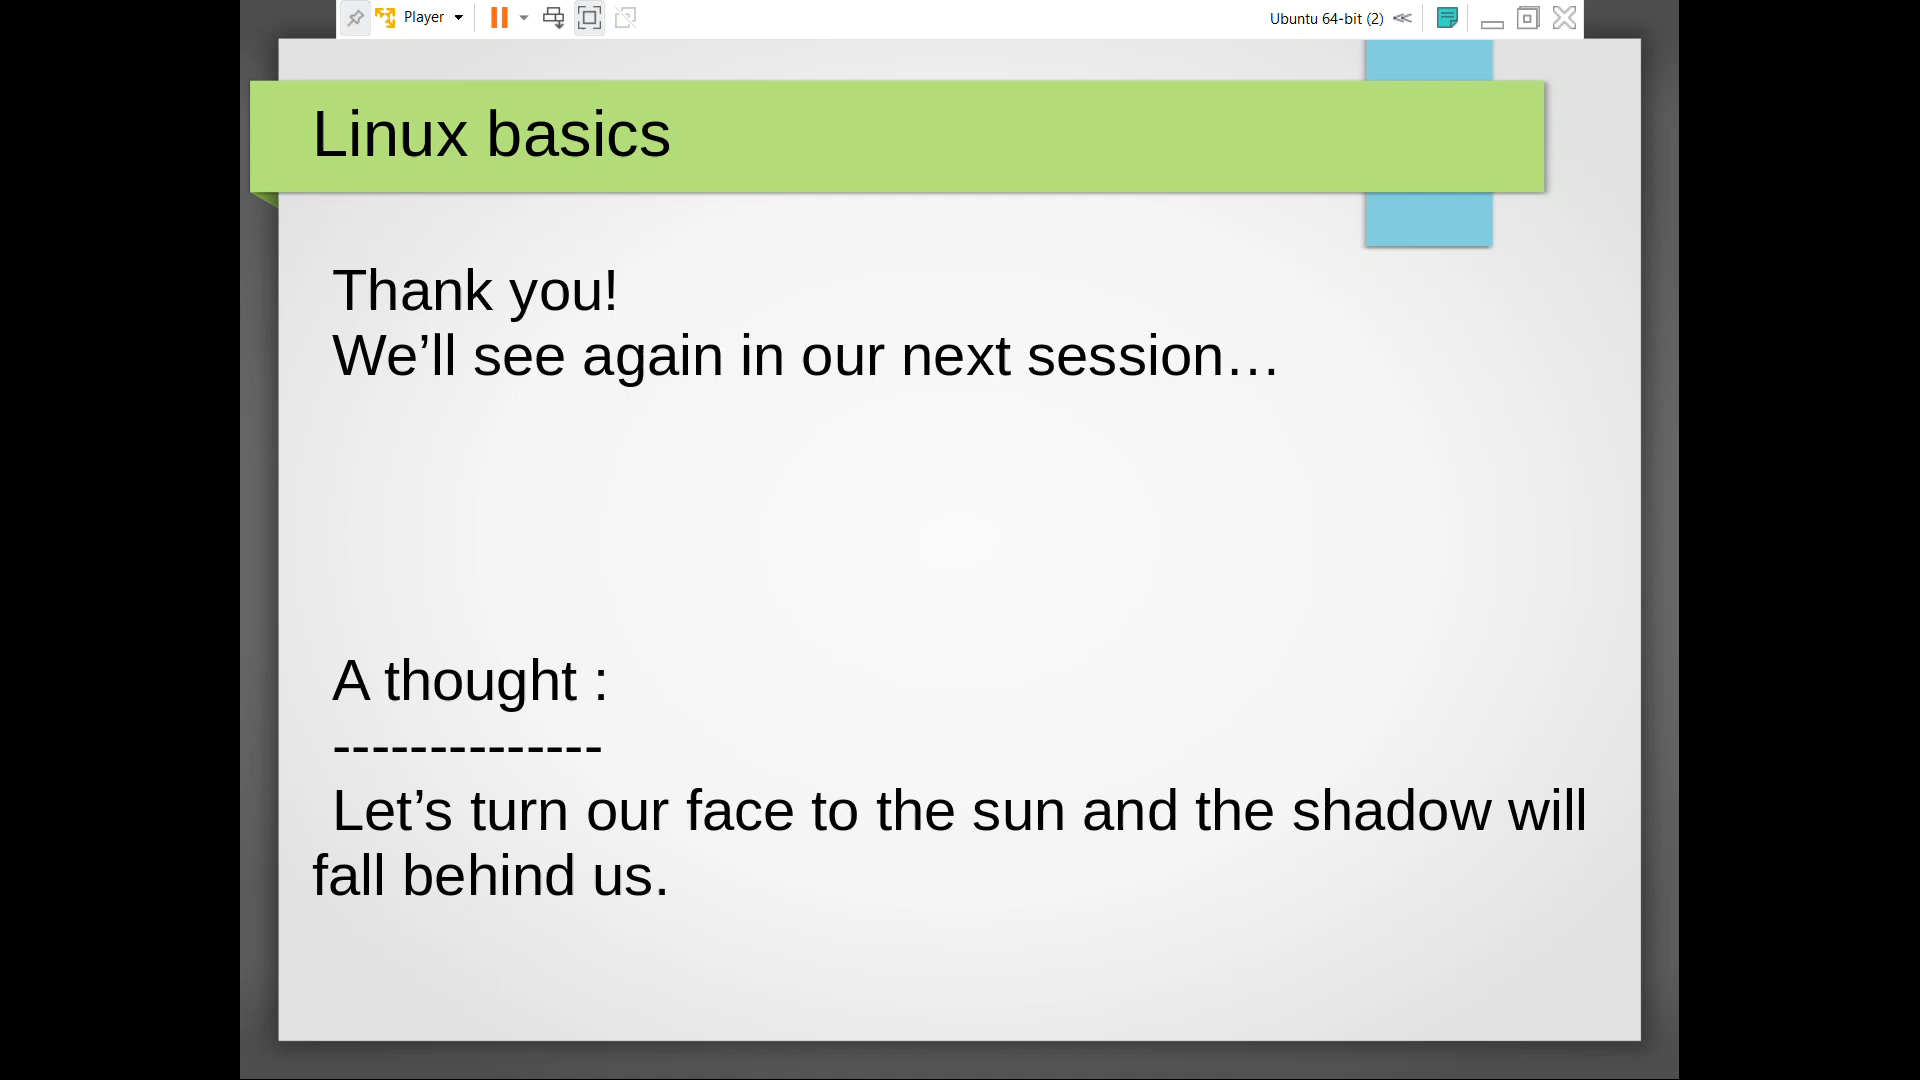 Player
Ubuntu 64-bit (2)
Linux basics
Thank you!
We’ll see again in our next session…
A thought :
--------------
Let’s turn our face to the sun and the shadow will
fall behind us.